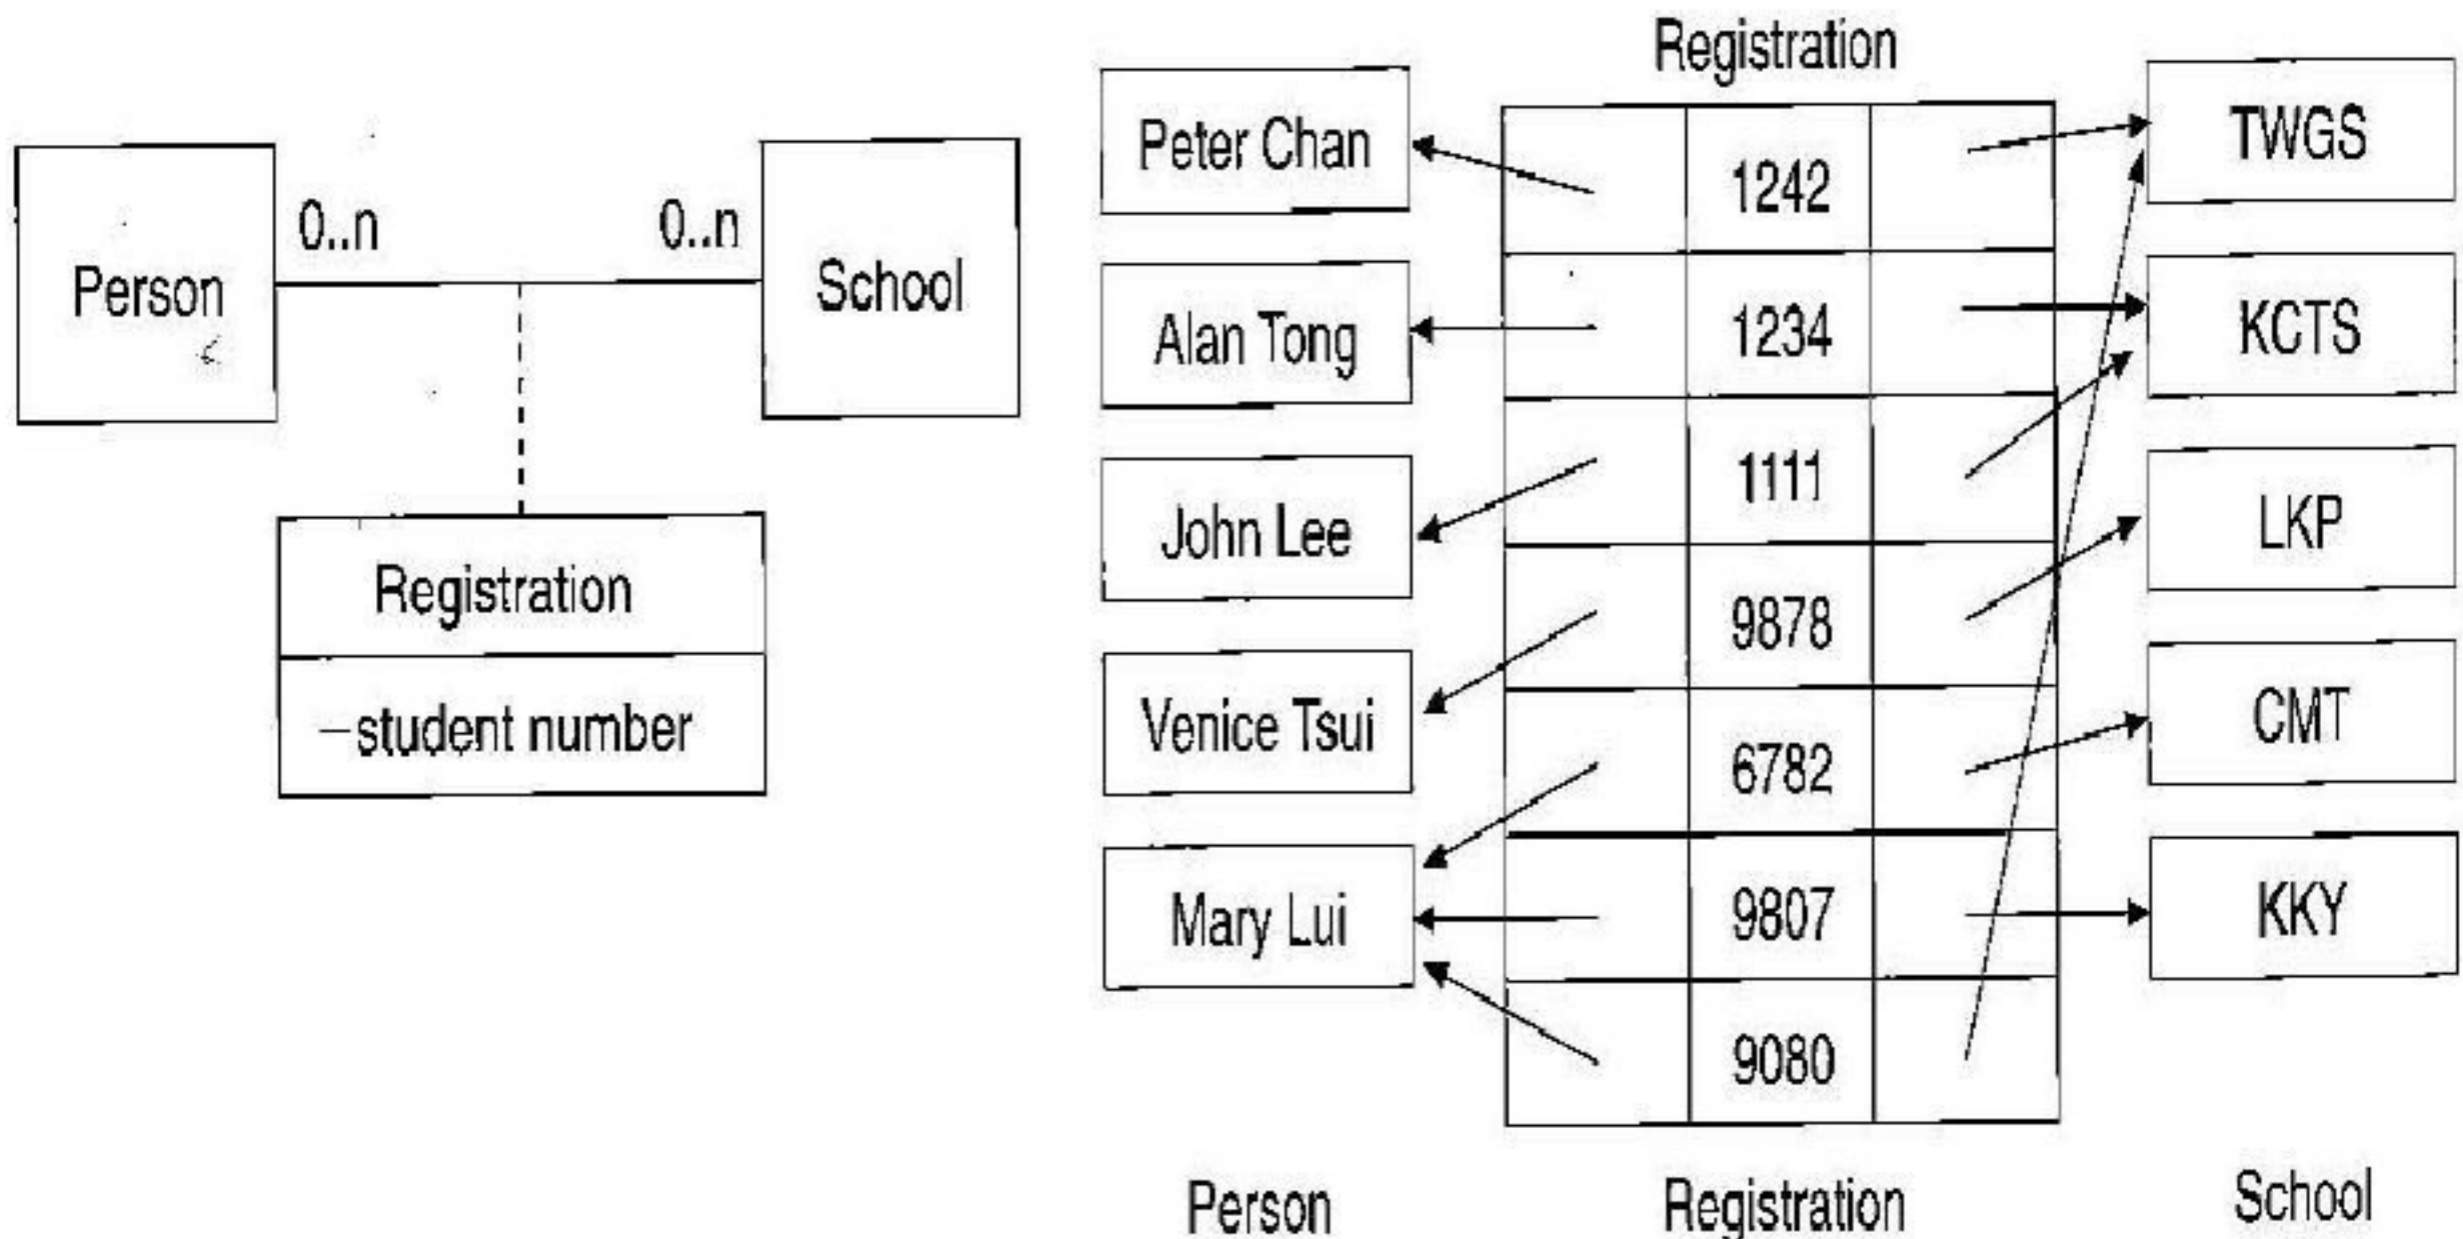 Person
0..n
0..n
School
Registration
–student number
Registration
Peter Chan
1242
TWGS
Alan Tong
1234
KCTS
John Lee
1111
LKP
Venice Tsui
9878
CMT
6782
Mary Lui
9807
KKY
9080
Person
Registration
School